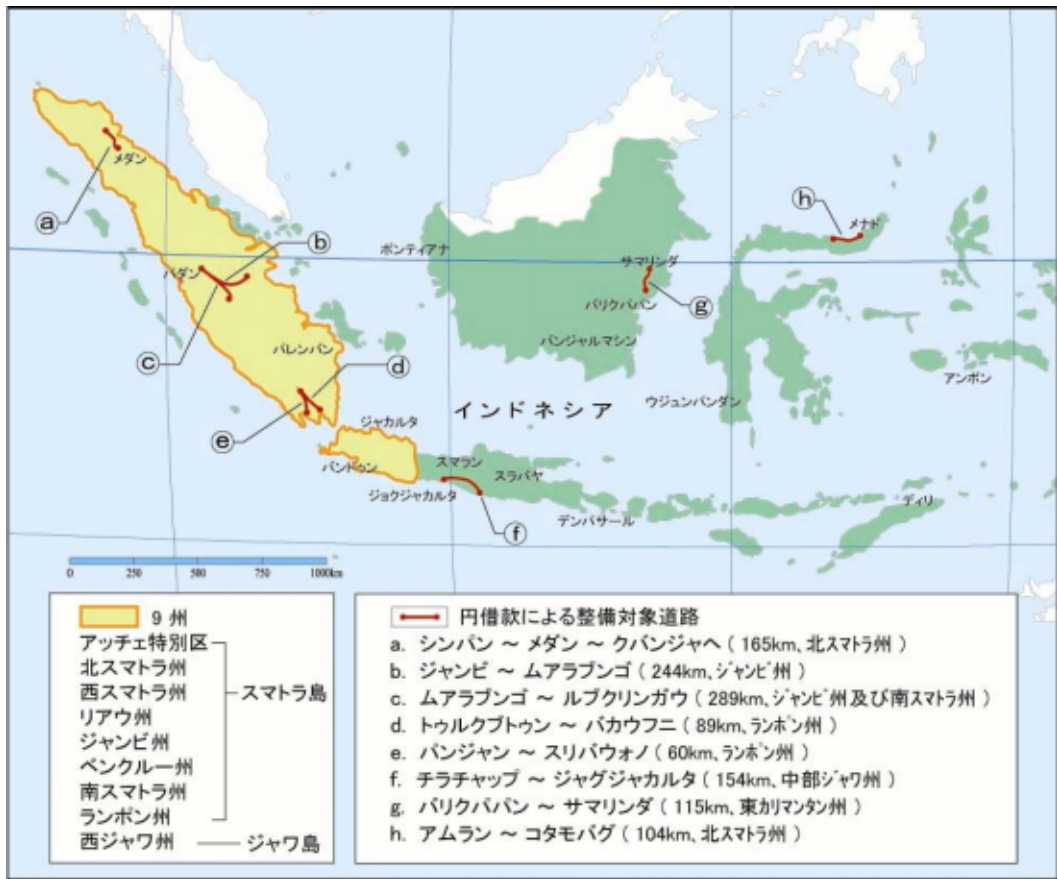 メダン
ⓐ
ⓗ
メナド
ⓑ
ポンティアナ
サマリンダ
パダン
バリクパパン
ⓖ
バンジャルマシン
パレンバン
ⓒ
ⓓ
アンボン
ウジュンパンダン
インドネシア
ジャカルタ
ⓔ
スマラン
バンドゥン
スラバヤ
ジョクジャカルタ
ディリ
デンパサール
ⓕ
0 250 500 750 1000km
9 州
アッチェ特別区
北スマトラ州
西スマトラ州
リアウ州
ジャンビ州
ベンクルー州
南スマトラ州
ランポン州
スマトラ島
西ジャワ州 ジャワ島
円借款による整備対象道路
a. シンパン ~ メダン ~ クバンジャヘ ( 165km、北スマトラ州 )
b. ジャンビ ~ ムアラブンゴ ( 244km、ジャンビ州 )
c. ムアラブンゴ ~ ルブクリンガウ ( 289km、ジャンビ州及び南スマトラ州 )
d. トゥルクブトゥン ~ バカウフニ ( 89km、ランポン州 )
e. パンジャン ~ スリバウォノ ( 60km、ランポン州 )
f. チラチャップ ~ ジャグジャカルタ ( 154km、中部ジャワ州 )
g. バリクパパン ~ サマリンダ ( 115km、東カリマンタン州 )
h. アムラン ~ コタモバグ ( 104km、北スマトラ州 )